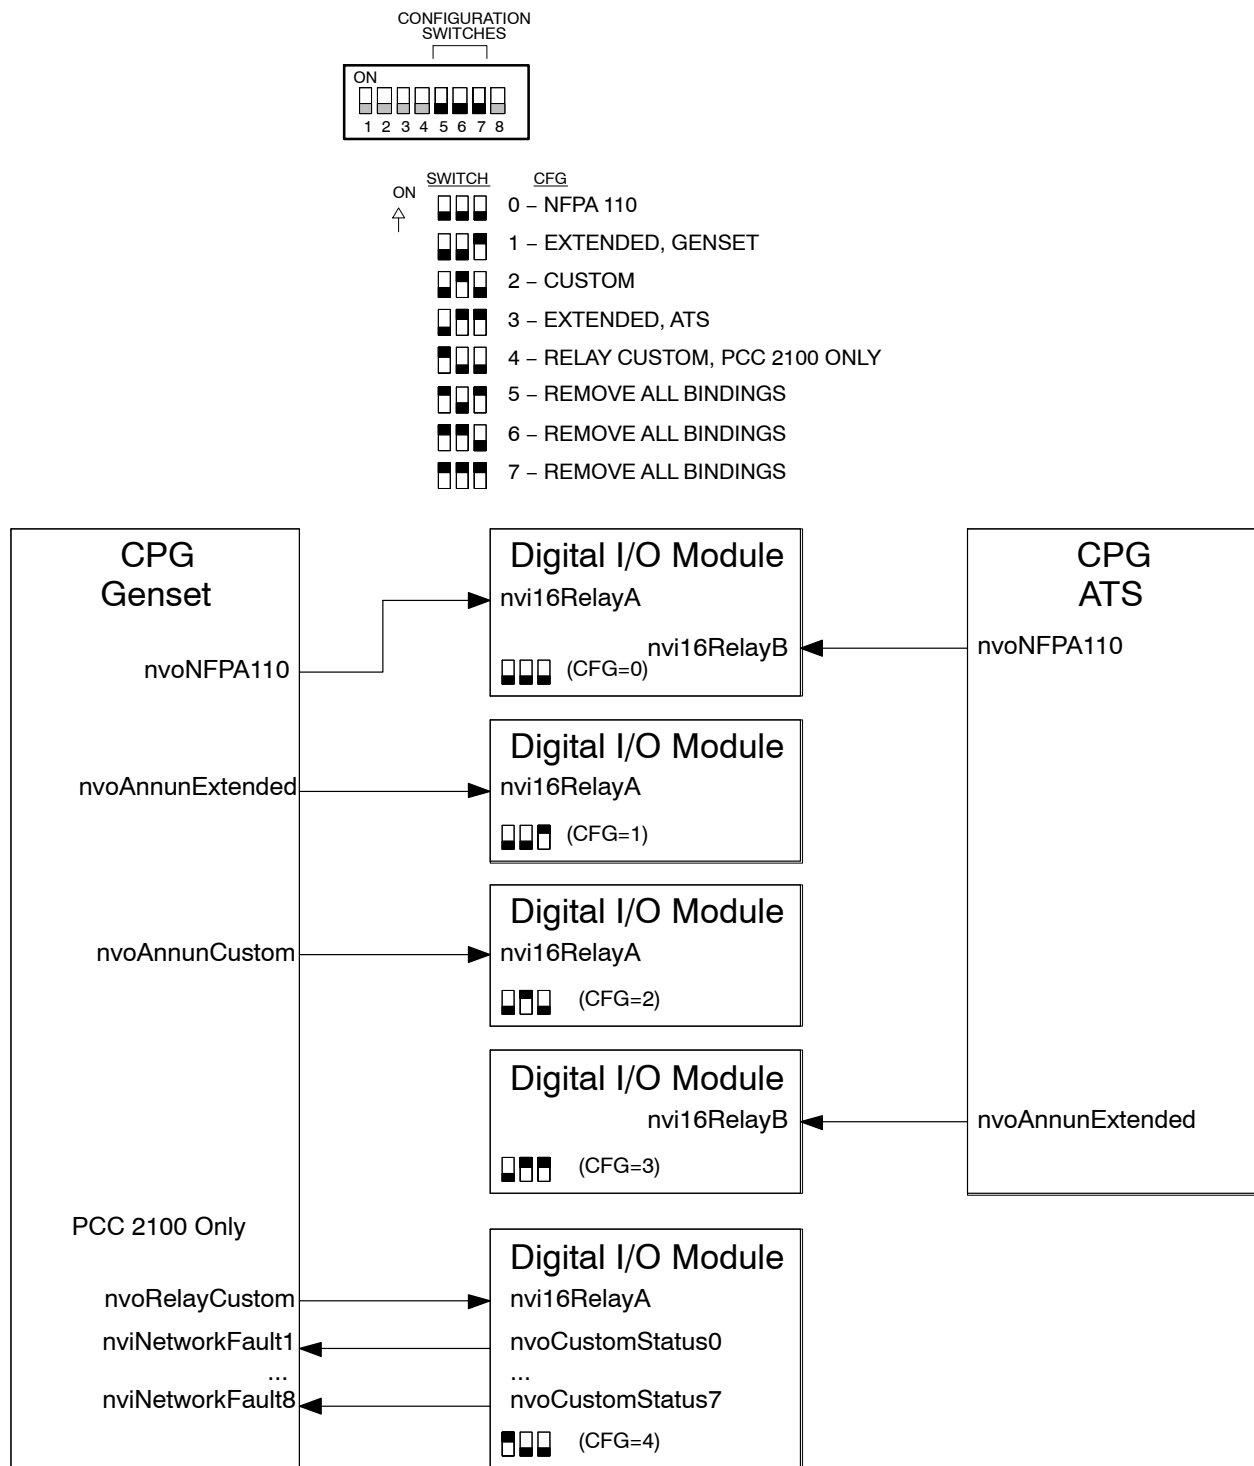 CONFIGURATION
SWITCHES
ON
1 2 3 4 5 6 7 8
ON
SWITCH CFG
0 – NFPA 110
1 – EXTENDED, GENSET
2 – CUSTOM
3 – EXTENDED, ATS
4 – RELAY CUSTOM, PCC 2100 ONLY
5 – REMOVE ALL BINDINGS
6 – REMOVE ALL BINDINGS
7 – REMOVE ALL BINDINGS
CPG
Genset
nvoNFPA110
nvoAnnunExtended
nvoAnnunCustom
PCC 2100 Only
nvoRelayCustom
nviNetworkFault1
...
nviNetworkFault8
Digital I/O Module
nvi16RelayA
nvi16RelayB
(CFG=0)
Digital I/O Module
nvi16RelayA
(CFG=1)
Digital I/O Module
nvi16RelayA
(CFG=2)
Digital I/O Module
nvi16RelayB
(CFG=3)
Digital I/O Module
nvi16RelayA
nvoCustomStatus0
...
nvoCustomStatus7
(CFG=4)
CPG
ATS
nvoNFPA110
nvoAnnunExtended